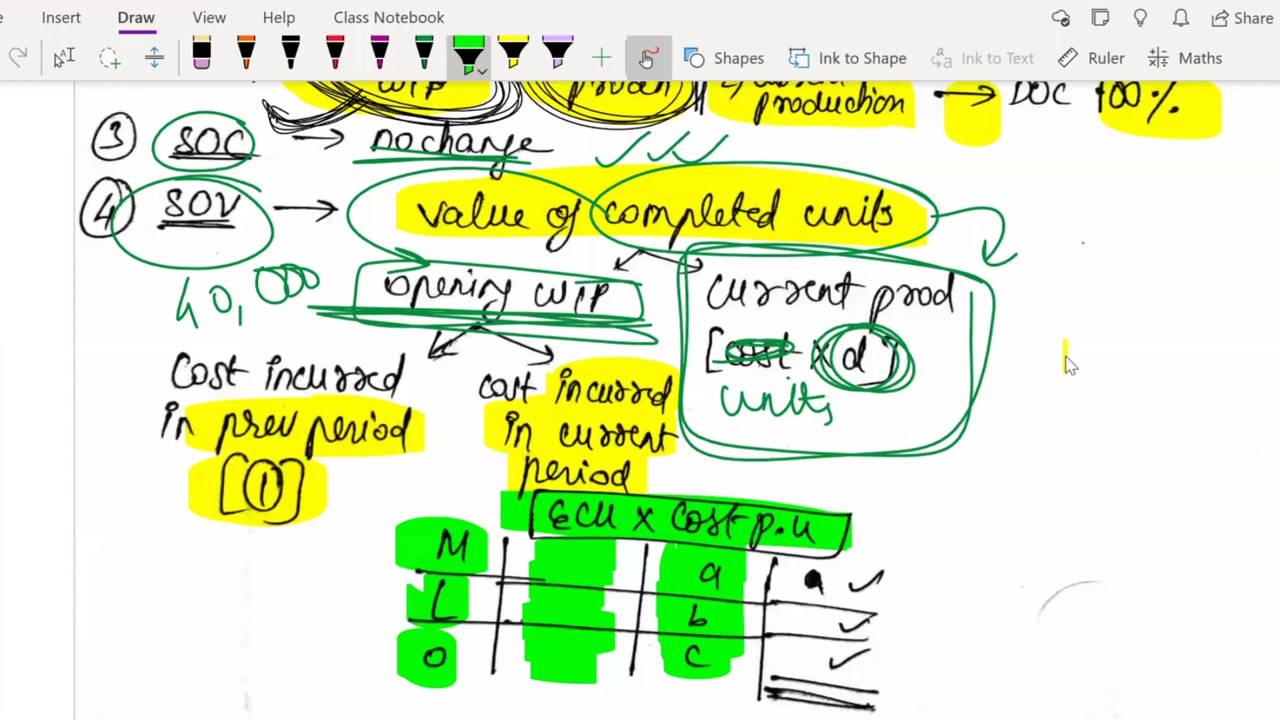 Insert Draw View Help Class Notebook Share
Shapes Ink to Shape Ink to Text Ruler Maths
WIP
production → DOC 100%
③ SOC → no change
④ SOV → value of completed units
40,000
opening WIP
current prod
[cost × d]
units
Cost incurred
in prev period
[①]
cost incurred
in current
period
ECU × Cost p.u
M a
L b
O c